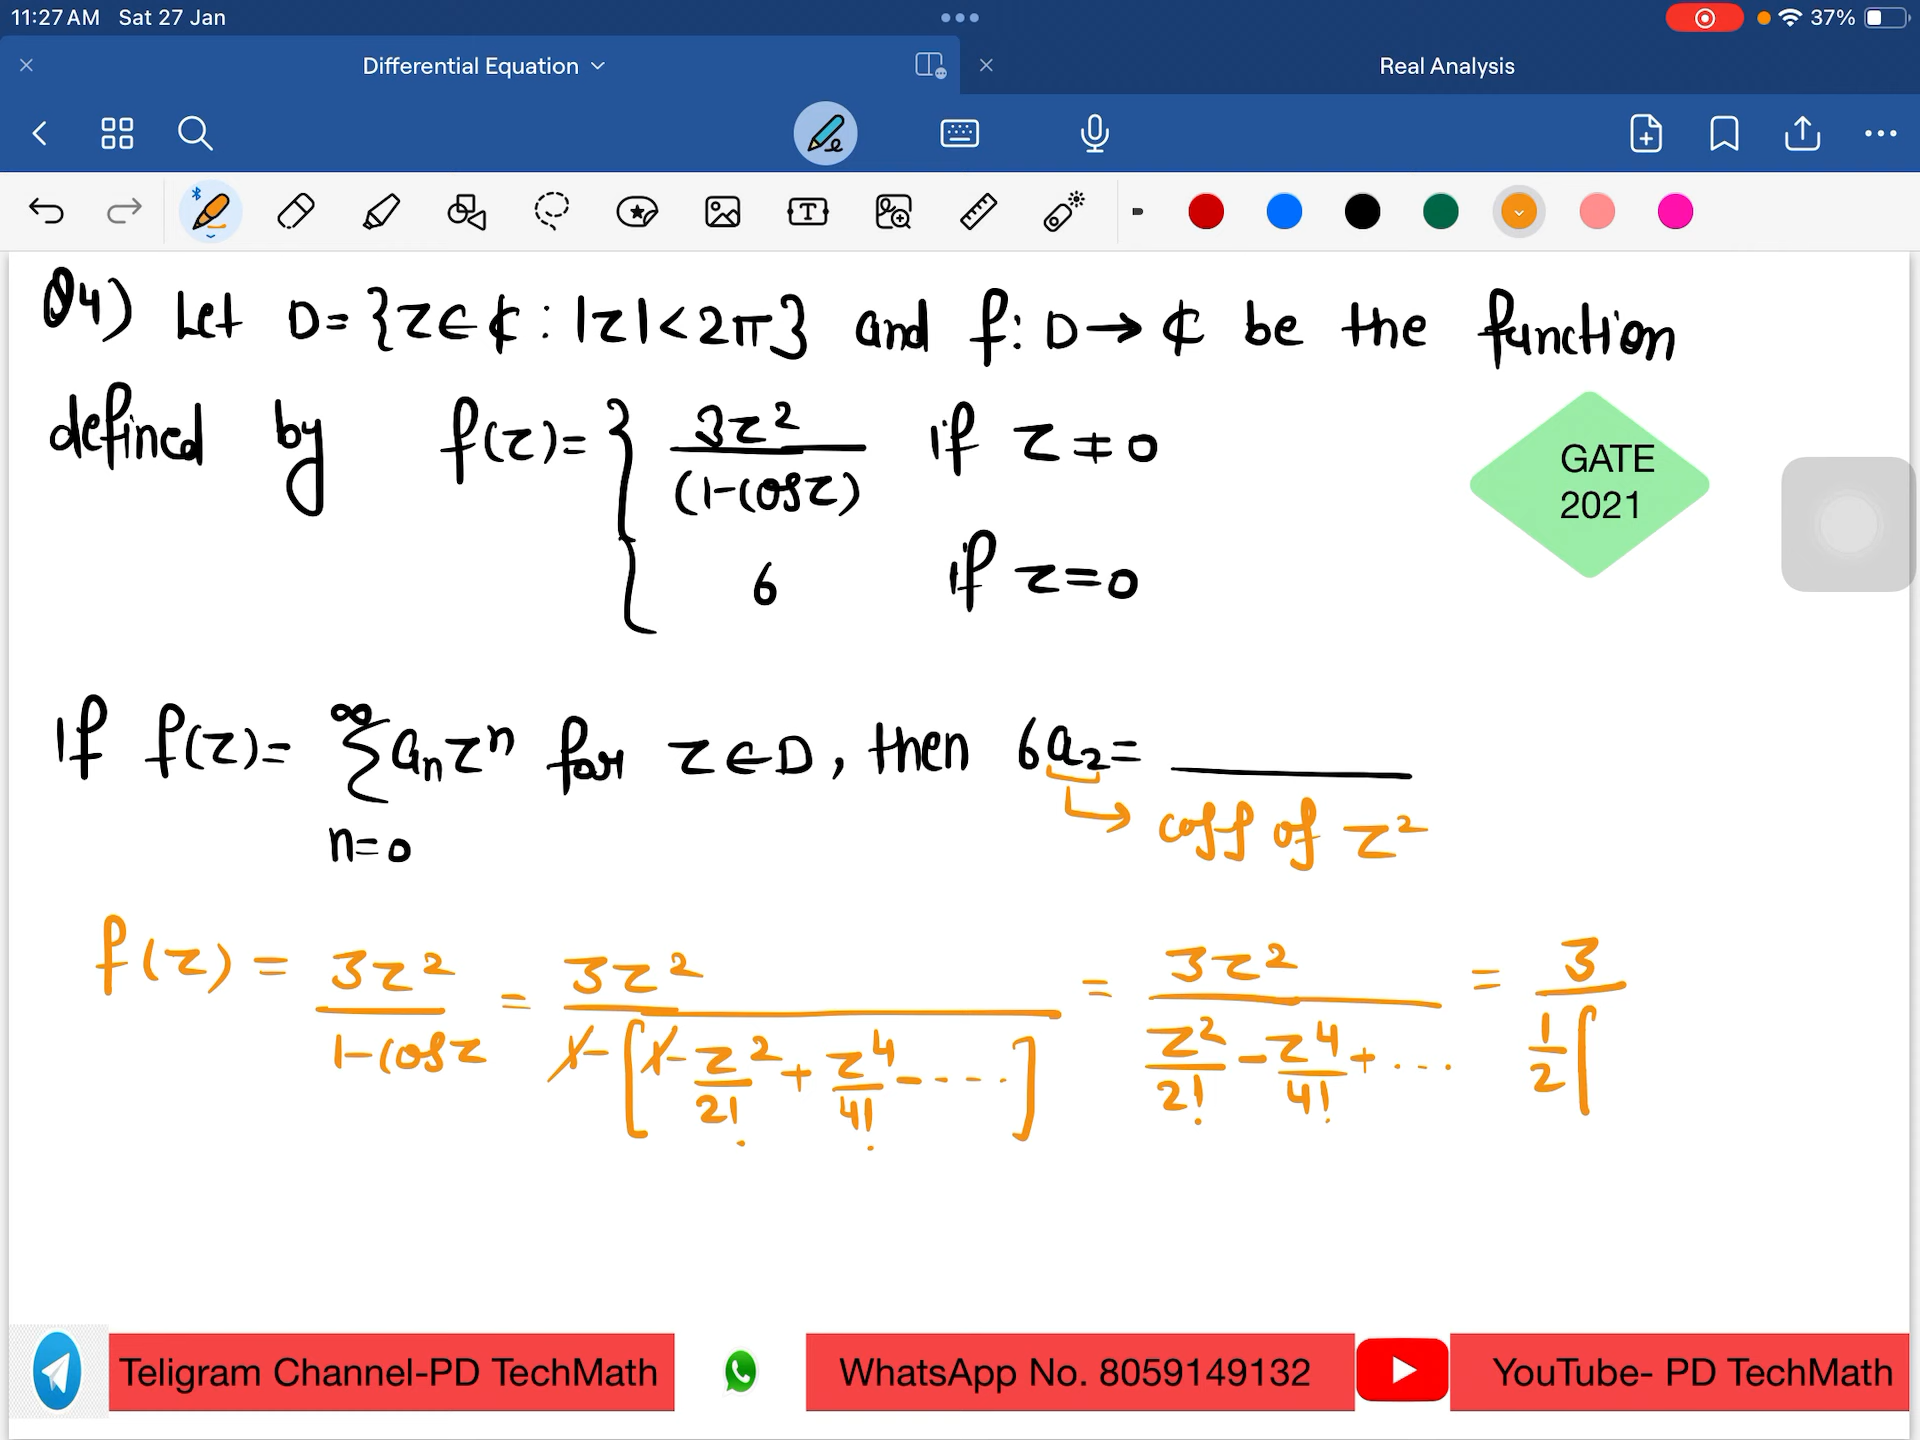 11:27 AM Sat 27 Jan
37%
Differential Equation
Real Analysis
Q4) Let D={z∈ℂ : |z|<2π} and f: D→ℂ be the function
defined by f(z)= { 3z²/(1-cosz) if z≠0
6 if z=0
GATE
2021
If f(z)= ∞∑n=0 aₙzⁿ for z∈D, then 6a₂= ______
↳ coff of z²
f(z) = 3z²/1-cosz = 3z²/1-[1-z²/2!+z⁴/4!-----] = 3z²/z²/2!-z⁴/4!+... = 3/1/2[
Teligram Channel-PD TechMath
WhatsApp No. 8059149132
YouTube- PD TechMath